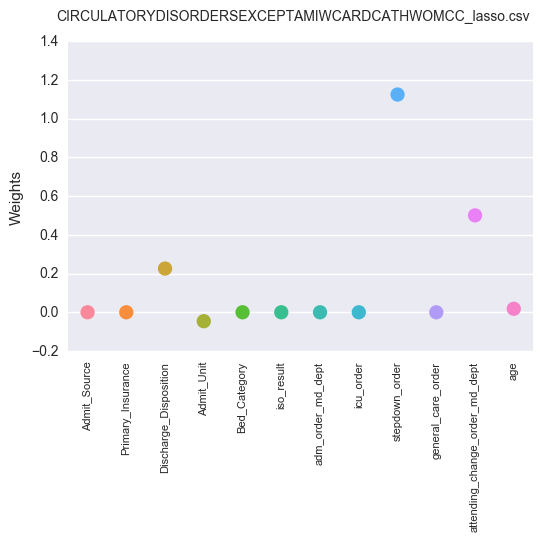 CIRCULATORYDISORDERSEXCEPTAMIWCARDCATHWOMCC_lasso.csv
1.4
1.2
1.0
0.8
0.6
0.4
0.2
0.0
−0.2
Weights
Admit_Source
Primary_Insurance
Discharge_Disposition
Admit_Unit
Bed_Category
iso_result
adm_order_md_dept
icu_order
stepdown_order
general_care_order
attending_change_order_md_dept
age